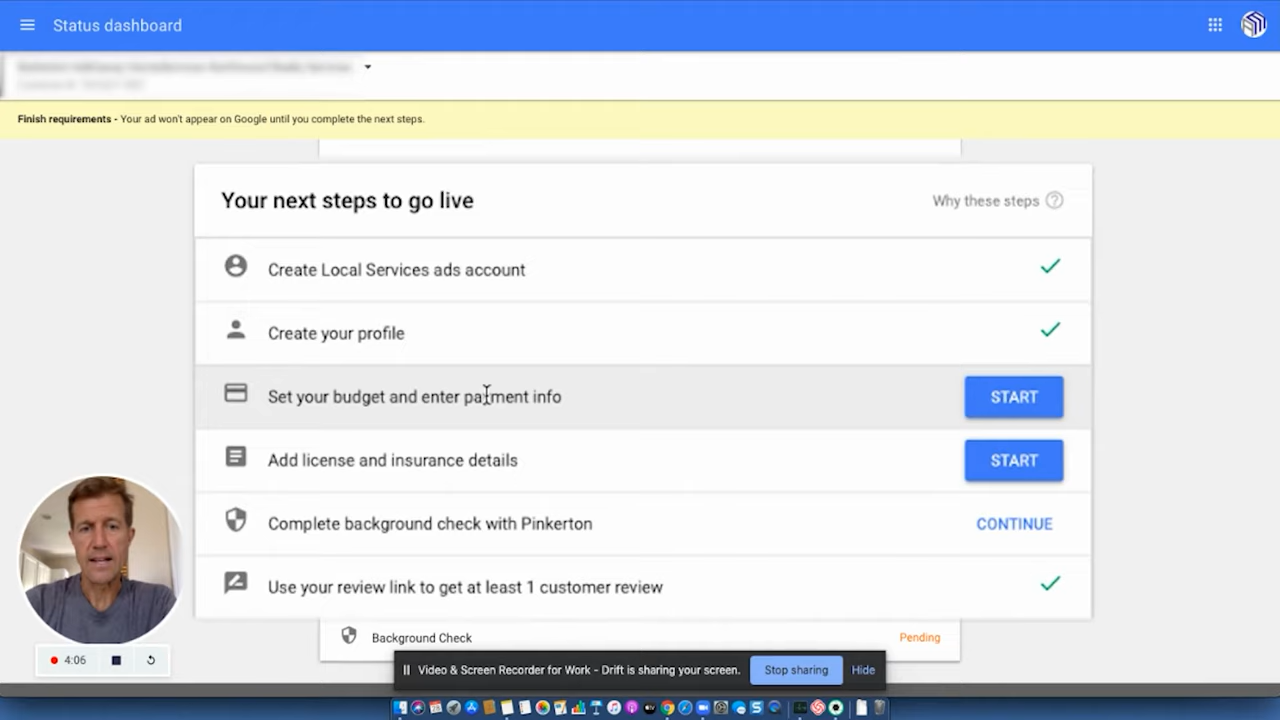 Status dashboard
Finish requirements - Your ad won't appear on Google until you complete the next steps.
Your next steps to go live
Why these steps
Create Local Services ads account
Create your profile
Set your budget and enter payment info
START
Add license and insurance details
START
Complete background check with Pinkerton
CONTINUE
Use your review link to get at least 1 customer review
Background Check
Pending
4:06
Video & Screen Recorder for Work - Drift is sharing your screen.
Stop sharing
Hide